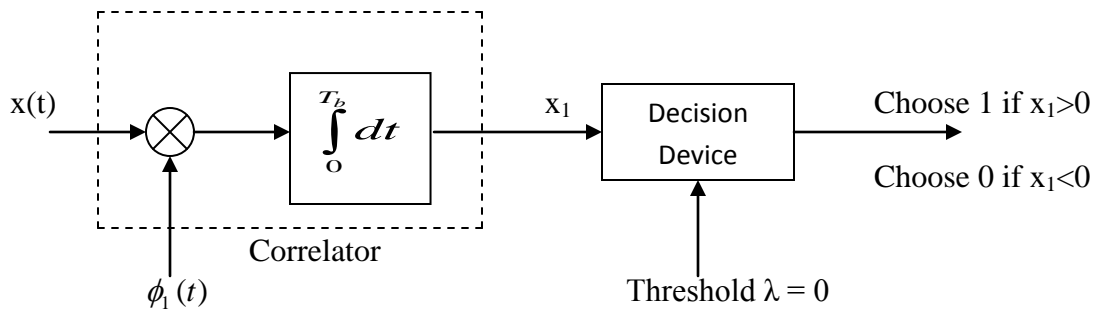 x(t)
T_b
∫ dt
0
x₁
Decision
Device
Choose 1 if x₁>0
Choose 0 if x₁<0
Correlator
ϕ₁(t)
Threshold λ = 0